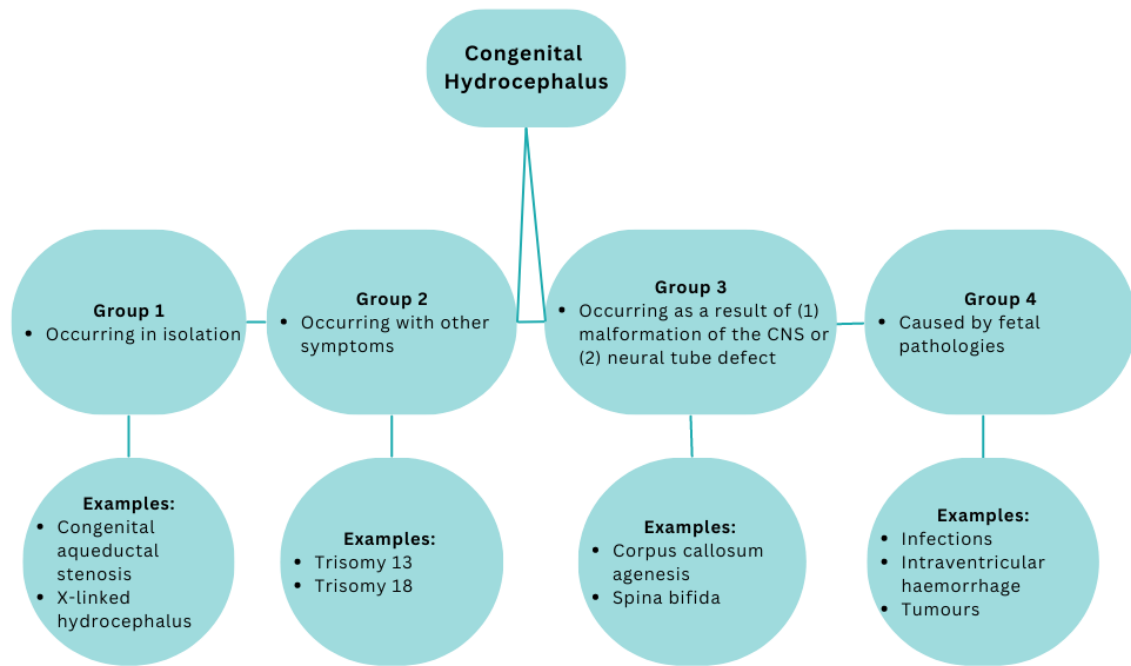 Congenital
Hydrocephalus
Group 1
• Occurring in isolation
Group 2
• Occurring with other
symptoms
Group 3
• Occurring as a result of (1)
malformation of the CNS or
(2) neural tube defect
Group 4
• Caused by fetal
pathologies
Examples:
• Congenital
aqueductal
stenosis
• X-linked
hydrocephalus
Examples:
• Trisomy 13
• Trisomy 18
Examples:
• Corpus callosum
agenesis
• Spina bifida
Examples:
• Infections
• Intraventricular
haemorrhage
• Tumours